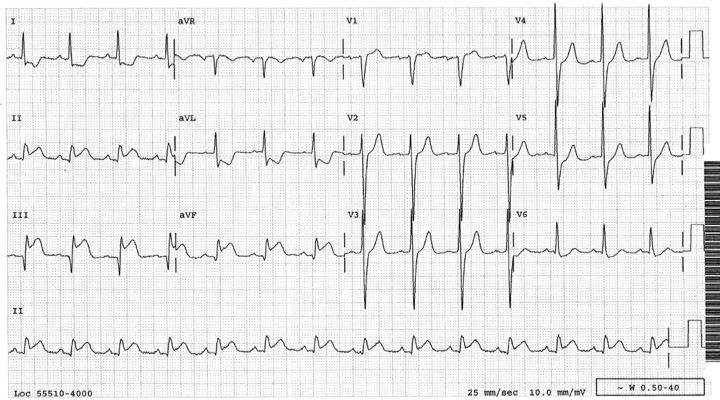 I aVR V1 V4
II aVL V2 V5
III aVF V3 V6
II
Loc 55510-4000 25 mm/sec 10.0 mm/mV ~ W 0.50-40